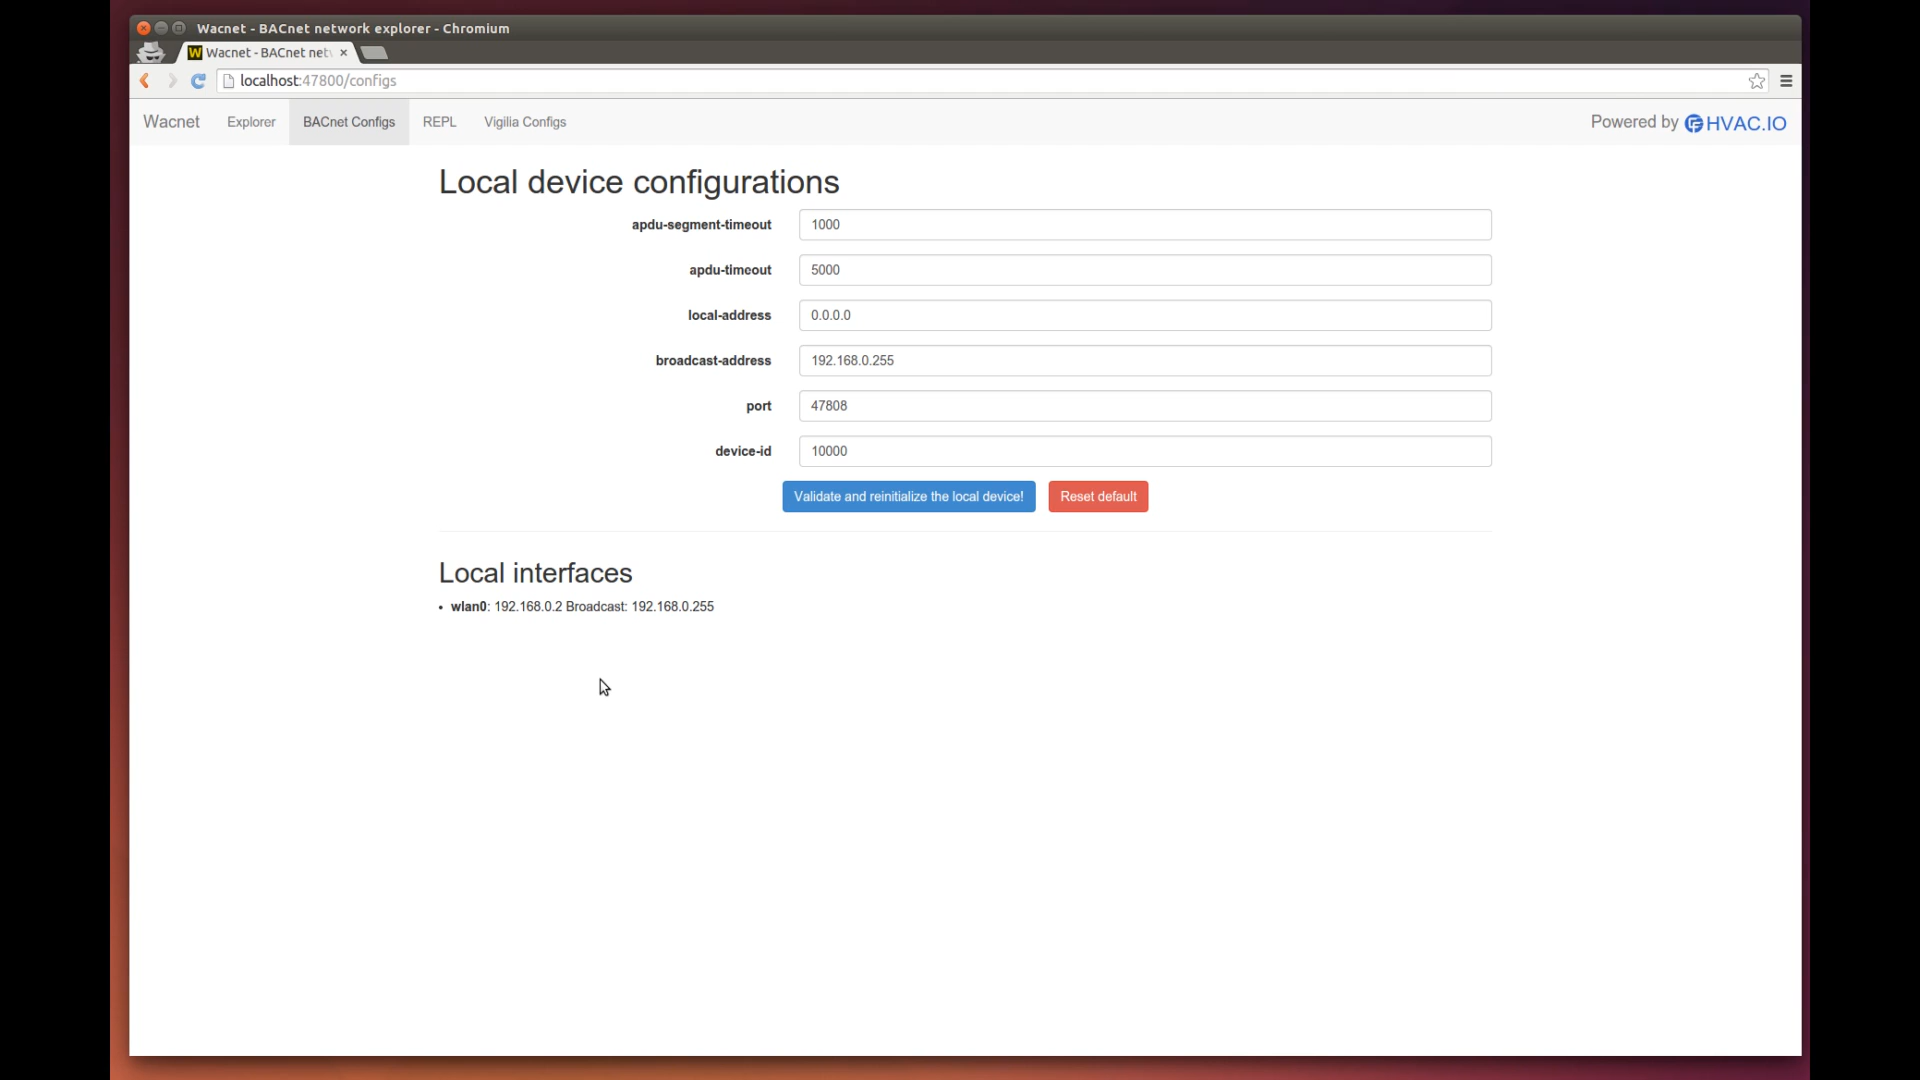 Wacnet - BACnet network explorer - Chromium
W Wacnet - BACnet net
localhost:47800/configs
Wacnet Explorer BACnet Configs REPL Vigilia Configs Powered by HVAC.IO
Local device configurations
apdu-segment-timeout 1000
apdu-timeout 5000
local-address 0.0.0.0
broadcast-address 192.168.0.255
port 47808
device-id 10000
Validate and reinitialize the local device! Reset default
Local interfaces
• wlan0: 192.168.0.2 Broadcast: 192.168.0.255